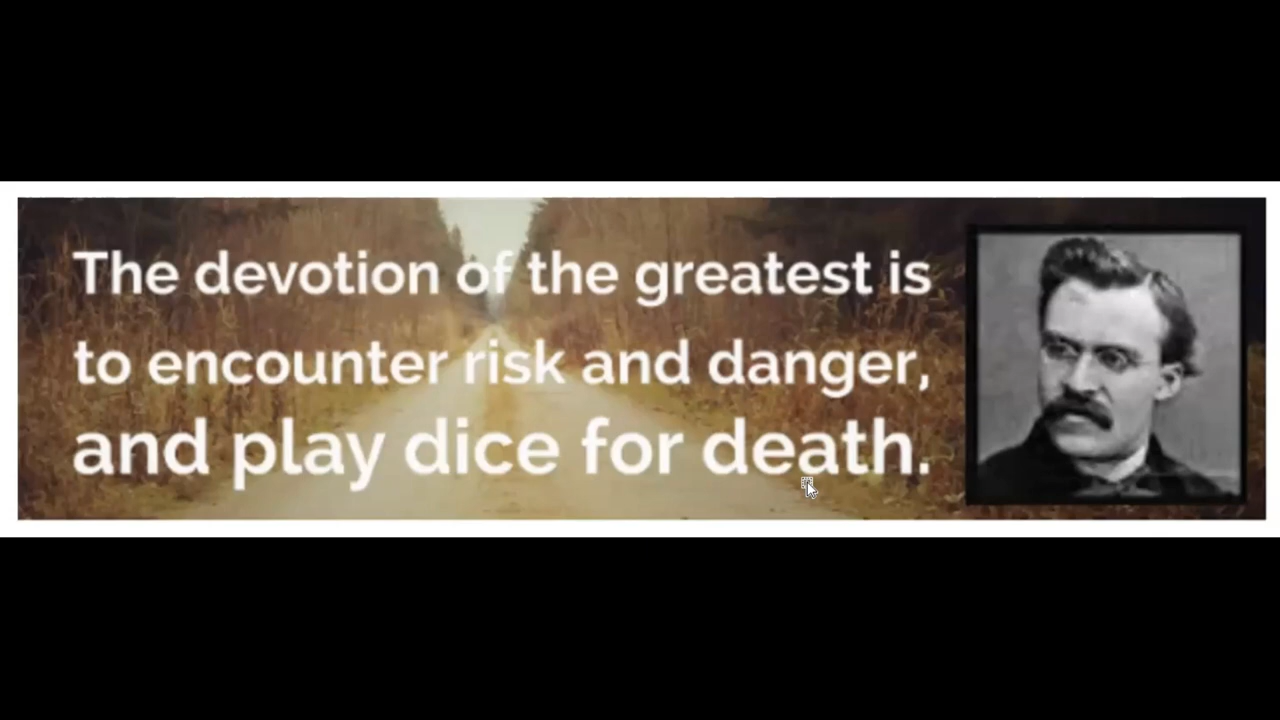 The devotion of the greatest is
to encounter risk and danger,
and play dice for death.